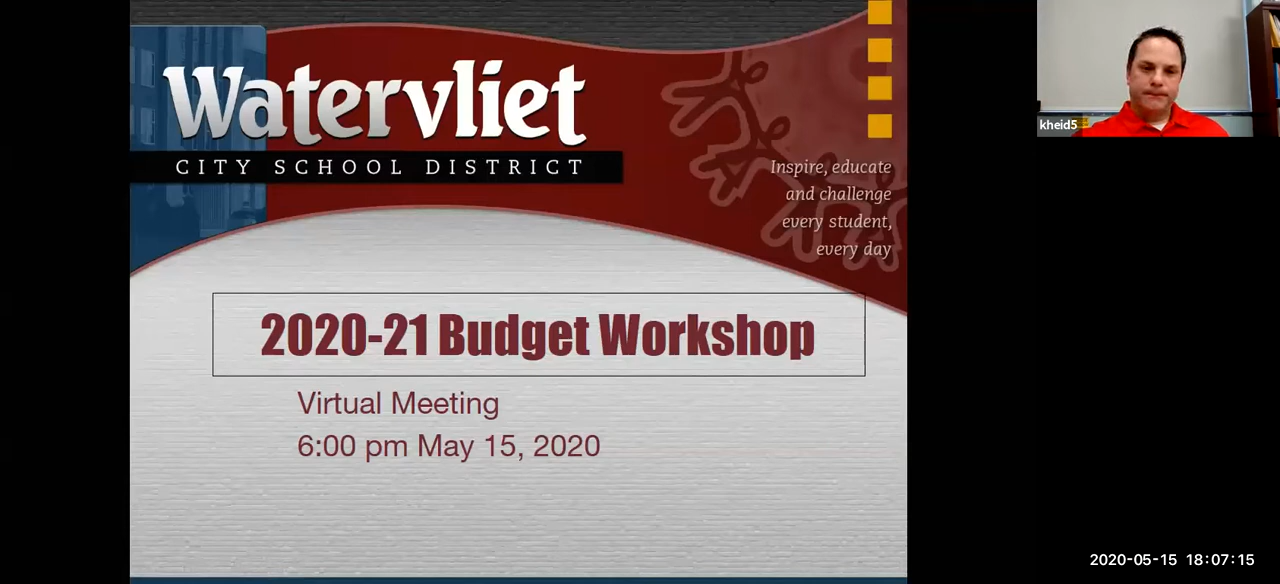 Watervliet
CITY SCHOOL DISTRICT
Inspire, educate
and challenge
every student,
every day
2020-21 Budget Workshop
Virtual Meeting
6:00 pm May 15, 2020
kheid5
2020-05-15 18:07:15